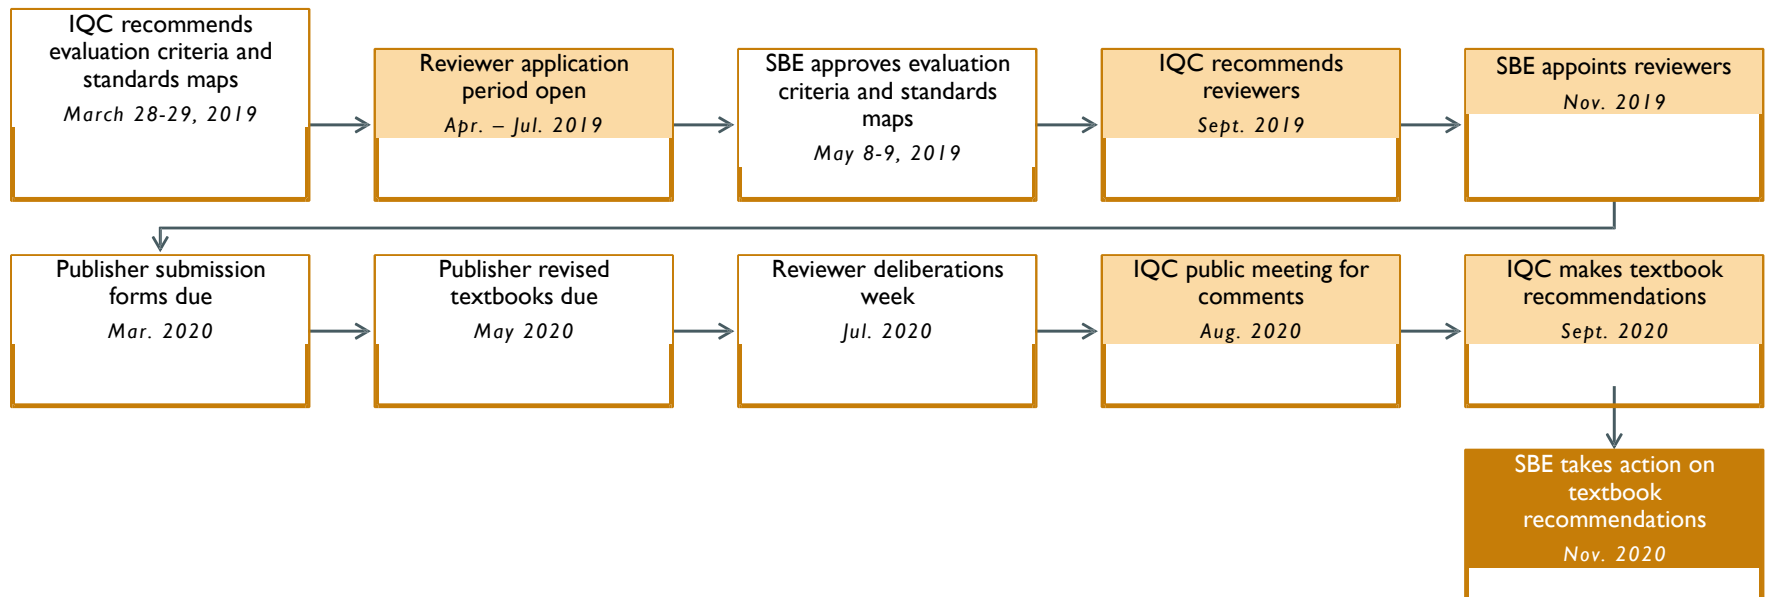 IQC recommends
evaluation criteria and
standards maps
March 28-29, 2019
Reviewer application
period open
Apr. – Jul. 2019
SBE approves evaluation
criteria and standards
maps
May 8-9, 2019
IQC recommends
reviewers
Sept. 2019
SBE appoints reviewers
Nov. 2019
Publisher submission
forms due
Mar. 2020
Publisher revised
textbooks due
May 2020
Reviewer deliberations
week
Jul. 2020
IQC public meeting for
comments
Aug. 2020
IQC makes textbook
recommendations
Sept. 2020
SBE takes action on
textbook
recommendations
Nov. 2020